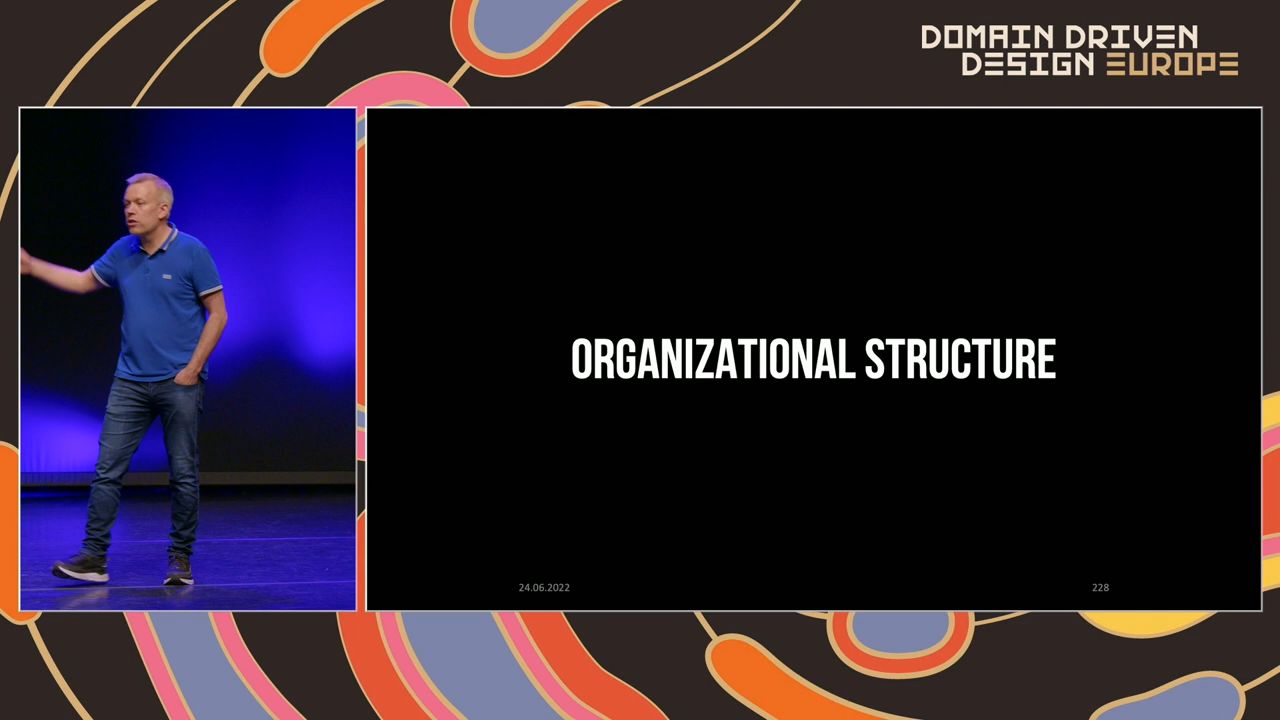 DOMAIN DRIVEN
DESIGN EUROPE
ORGANIZATIONAL STRUCTURE
24.06.2022
228